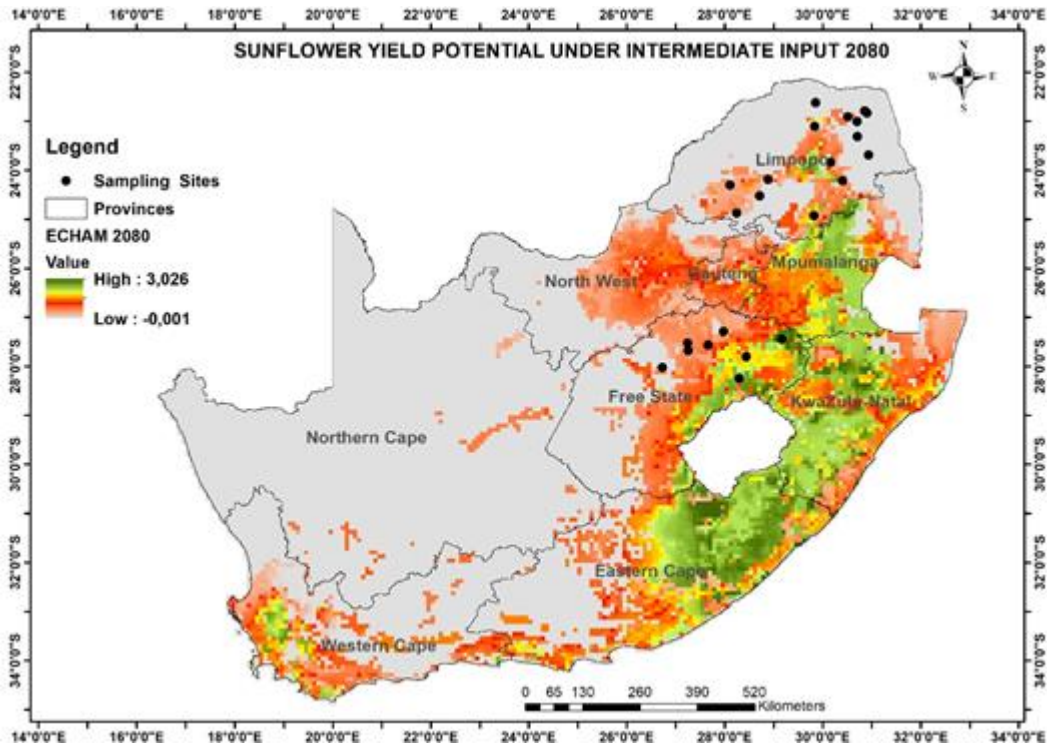 14°0'0"E 16°0'0"E 18°0'0"E 20°0'0"E 22°0'0"E 24°0'0"E 26°0'0"E 28°0'0"E 30°0'0"E 32°0'0"E 34°0'0"E
SUNFLOWER YIELD POTENTIAL UNDER INTERMEDIATE INPUT 2080
N
W E
S
22°0'0"S 22°0'0"S
Legend
Sampling Sites
Provinces
ECHAM 2080
Value
High : 3,026
Low : -0,001
24°0'0"S 24°0'0"S
26°0'0"S 26°0'0"S
28°0'0"S 28°0'0"S
30°0'0"S 30°0'0"S
32°0'0"S 32°0'0"S
34°0'0"S 34°0'0"S
Limpopo
Mpumalanga
Gauteng
North West
Free State
KwaZulu-Natal
Northern Cape
Eastern Cape
Western Cape
0 65 130 260 390 520
Kilometers
14°0'0"E 16°0'0"E 18°0'0"E 20°0'0"E 22°0'0"E 24°0'0"E 26°0'0"E 28°0'0"E 30°0'0"E 32°0'0"E 34°0'0"E